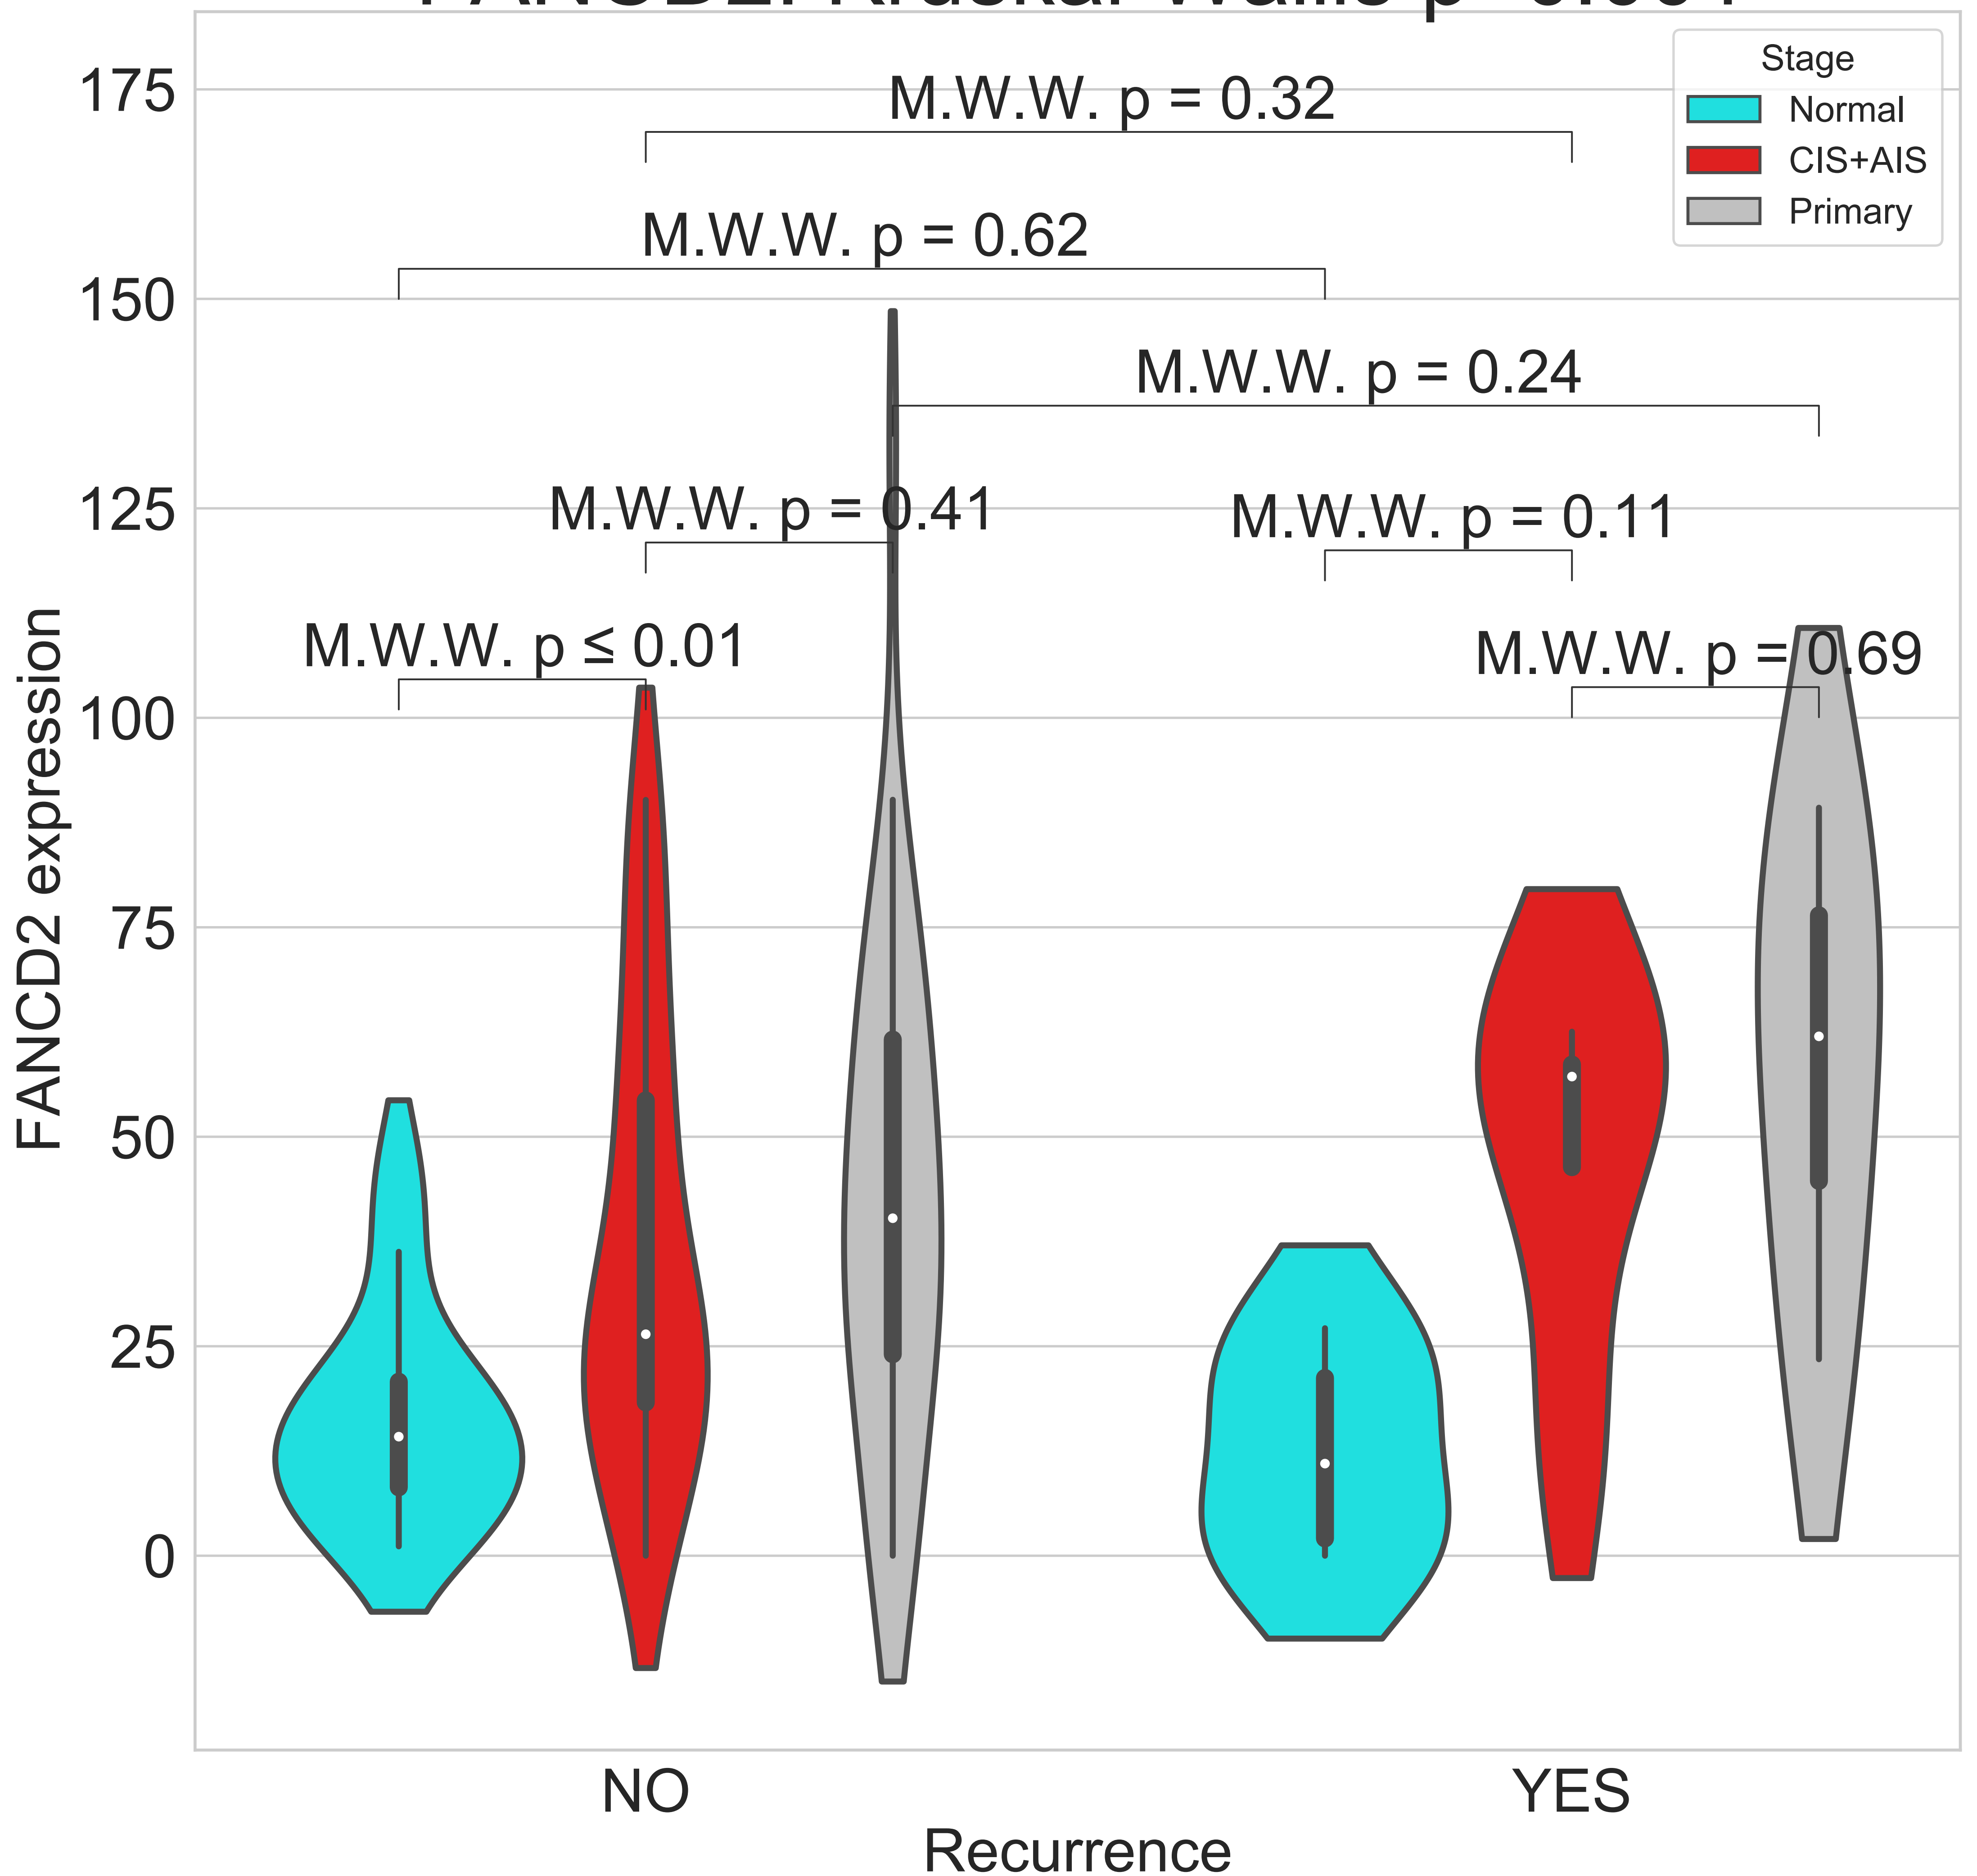 175
150
125
100
75
50
25
0
FANCD2 expression
M.W.W. p = 0.32
M.W.W. p = 0.62
M.W.W. p = 0.24
M.W.W. p = 0.41
M.W.W. p = 0.11
M.W.W. p ≤ 0.01
M.W.W. p = 0.69
Stage
Normal
CIS+AIS
Primary
NO
YES
Recurrence